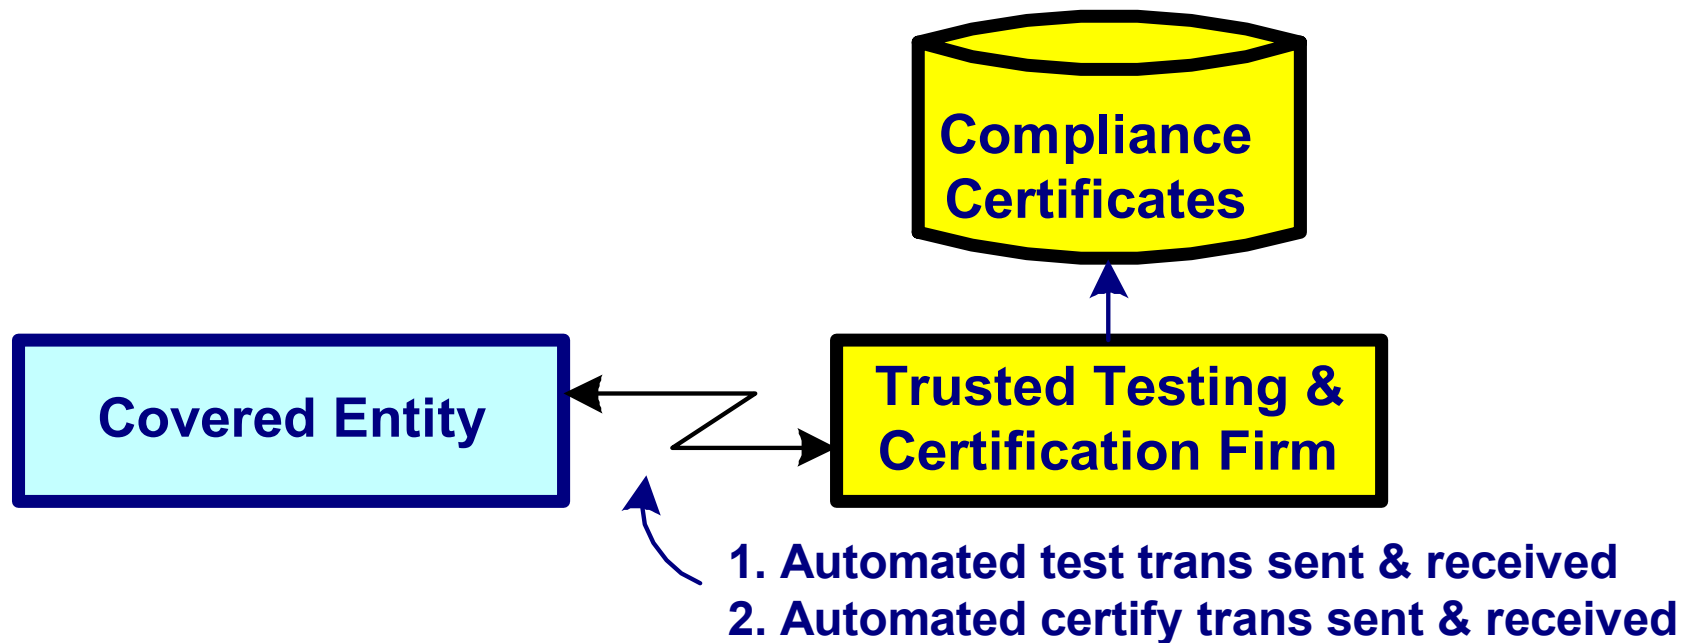 Compliance
Certificates
Covered Entity
Trusted Testing &
Certification Firm
1. Automated test trans sent & received
2. Automated certify trans sent & received